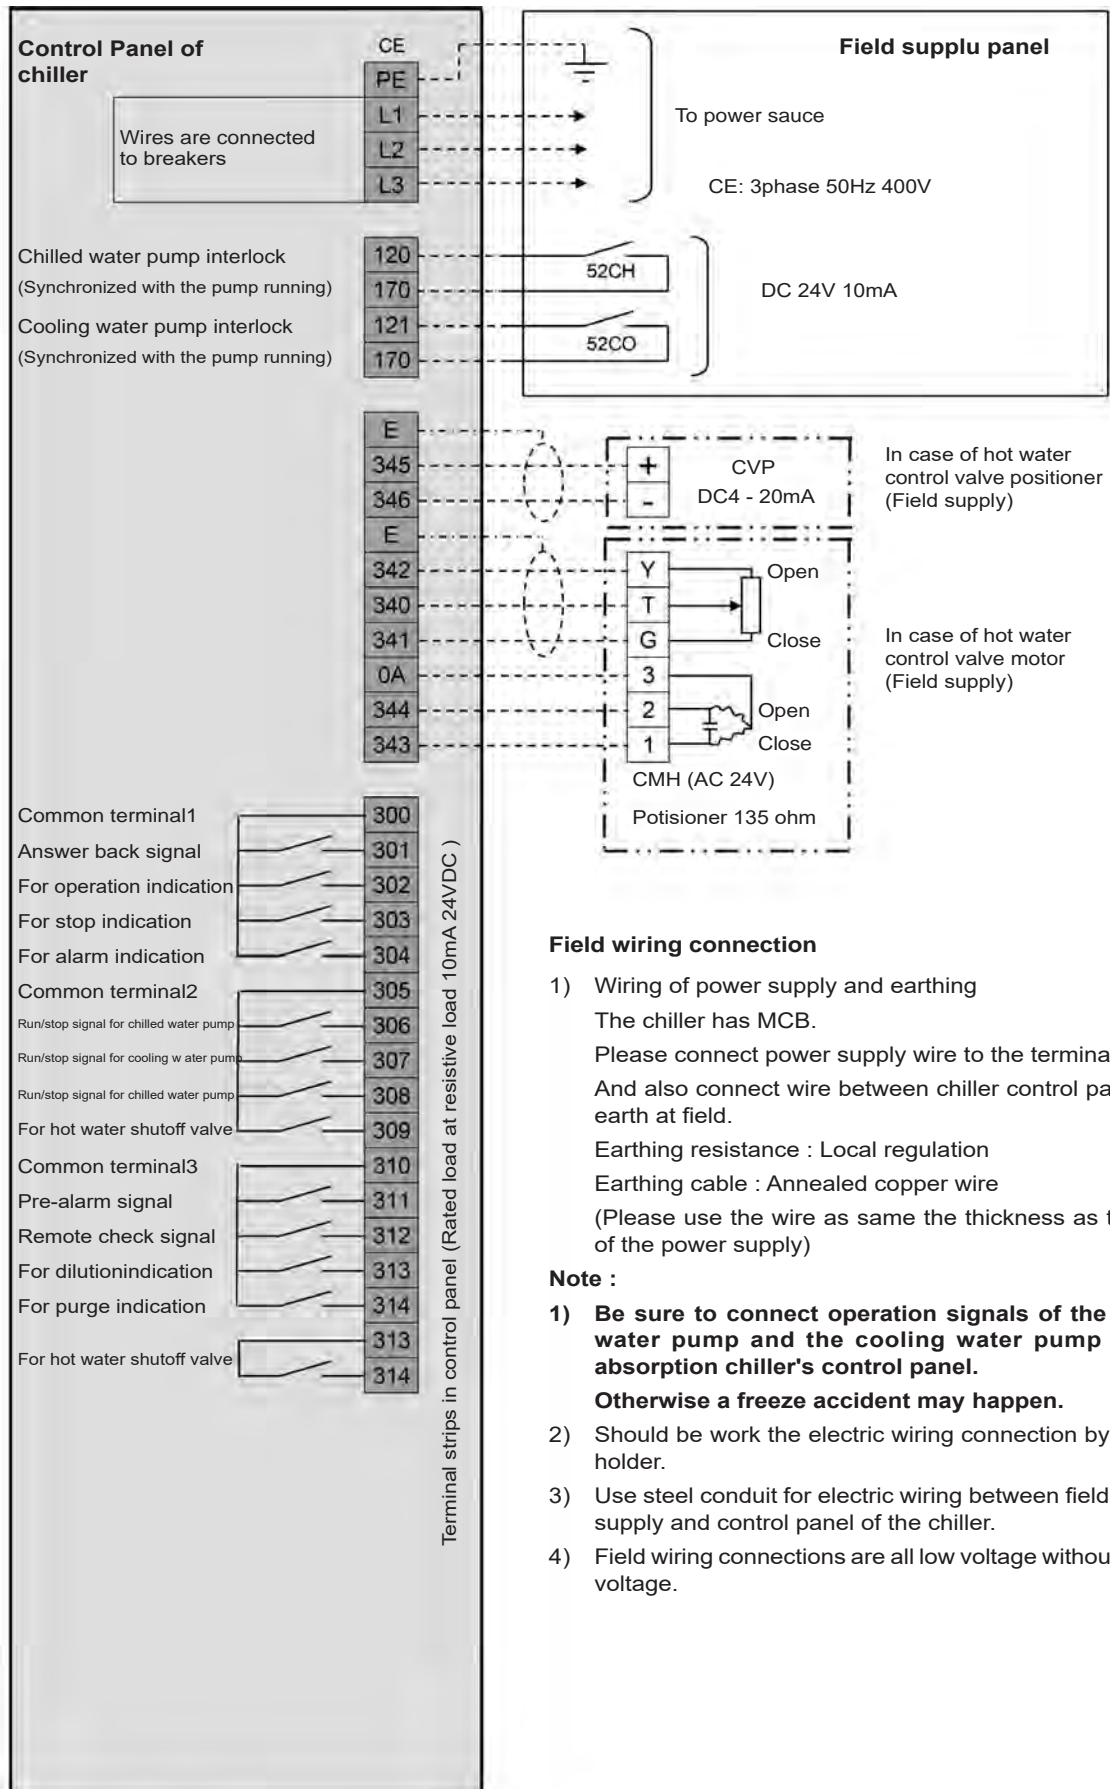 Control Panel of
chiller
CE
Field supplu panel
PE
L1
To power sauce
Wires are connected
to breakers
L2
L3
CE: 3phase 50Hz 400V
Chilled water pump interlock
120
52CH
(Synchronized with the pump running)
170
DC 24V 10mA
Cooling water pump interlock
121
52CO
(Synchronized with the pump running)
170
E
345
+
CVP
346
-
DC4 - 20mA
In case of hot water
control valve positioner
(Field supply)
E
342
Y
Open
340
T
341
G
Close
In case of hot water
control valve motor
(Field supply)
0A
3
344
2
Open
343
1
Close
CMH (AC 24V)
Potisioner 135 ohm
Common terminal1
300
Answer back signal
301
For operation indication
302
For stop indication
303
For alarm indication
304
Common terminal2
305
Run/stop signal for chilled water pump
306
Run/stop signal for cooling w ater pump
307
Run/stop signal for chilled water pump
308
For hot water shutoff valve
309
Common terminal3
310
Pre-alarm signal
311
Remote check signal
312
For dilutionindication
313
For purge indication
314
For hot water shutoff valve
313
314
Terminal strips in control panel (Rated load at resistive load 10mA 24VDC )
Field wiring connection
1) Wiring of power supply and earthing
The chiller has MCB.
Please connect power supply wire to the termina
And also connect wire between chiller control pa
earth at field.
Earthing resistance : Local regulation
Earthing cable : Annealed copper wire
(Please use the wire as same the thickness as t
of the power supply)
Note :
1) Be sure to connect operation signals of the
water pump and the cooling water pump
absorption chiller's control panel.
Otherwise a freeze accident may happen.
2) Should be work the electric wiring connection by
holder.
3) Use steel conduit for electric wiring between field
supply and control panel of the chiller.
4) Field wiring connections are all low voltage withou
voltage.